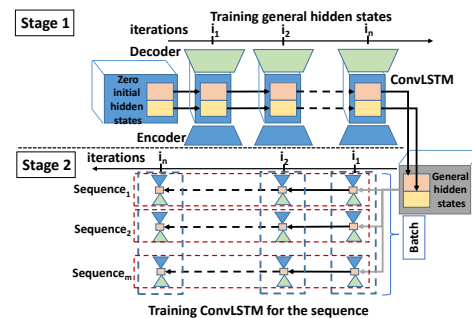 Stage 1
Training general hidden states
iterations i1 i2 in
Decoder
ConvLSTM
Zero
initial
hidden
states
Encoder
Stage 2
iterations in i2 i1
General
hidden
states
Sequence1
Sequence2
Sequencem
Batch
Training ConvLSTM for the sequence